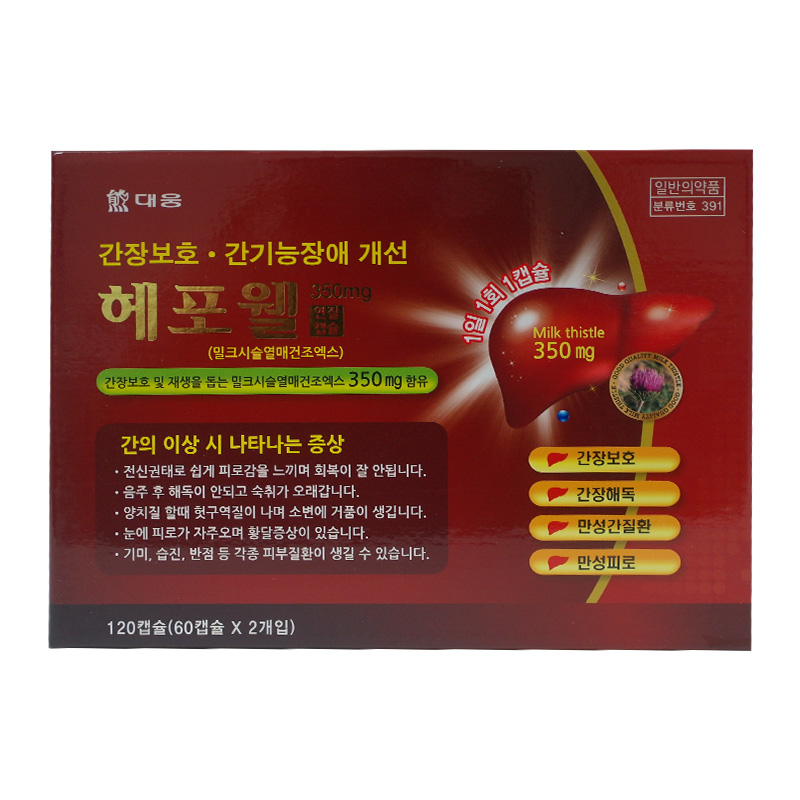 대웅
일반의약품
분류번호 391
간장보호 · 간기능장애 개선
헤포웰 350mg
연질
캡슐
(밀크시슬열매건조엑스)
간장보호 및 재생을 돕는 밀크시슬열매건조엑스 350mg 함유
1일 1회 1캡슐
Milk thistle
350 mg
GOOD QUALITY MILK THISTLE
간의 이상 시 나타나는 증상
· 전신권태로 쉽게 피로감을 느끼며 회복이 잘 안됩니다.
· 음주 후 해독이 안되고 숙취가 오래갑니다.
· 양치질 할때 헛구역질이 나며 소변에 거품이 생깁니다.
· 눈에 피로가 자주오며 황달증상이 있습니다.
· 기미, 습진, 반점 등 각종 피부질환이 생길 수 있습니다.
간장보호
간장해독
만성간질환
만성피로
120캡슐(60캡슐 X 2개입)